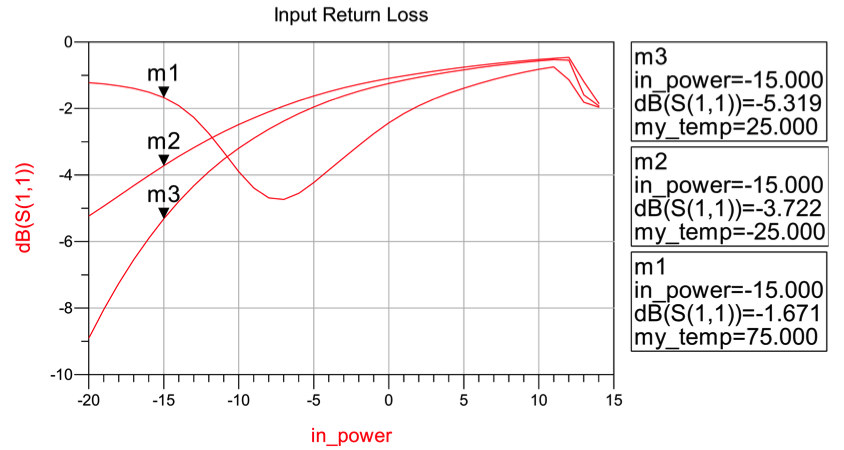 Input Return Loss
0
-2
-4
-6
-8
-10
dB(S(1,1))
m1
m2
m3
-20
-15
-10
-5
0
5
10
15
in_power
m3
in_power=-15.000
dB(S(1,1))=-5.319
my_temp=25.000
m2
in_power=-15.000
dB(S(1,1))=-3.722
my_temp=-25.000
m1
in_power=-15.000
dB(S(1,1))=-1.671
my_temp=75.000